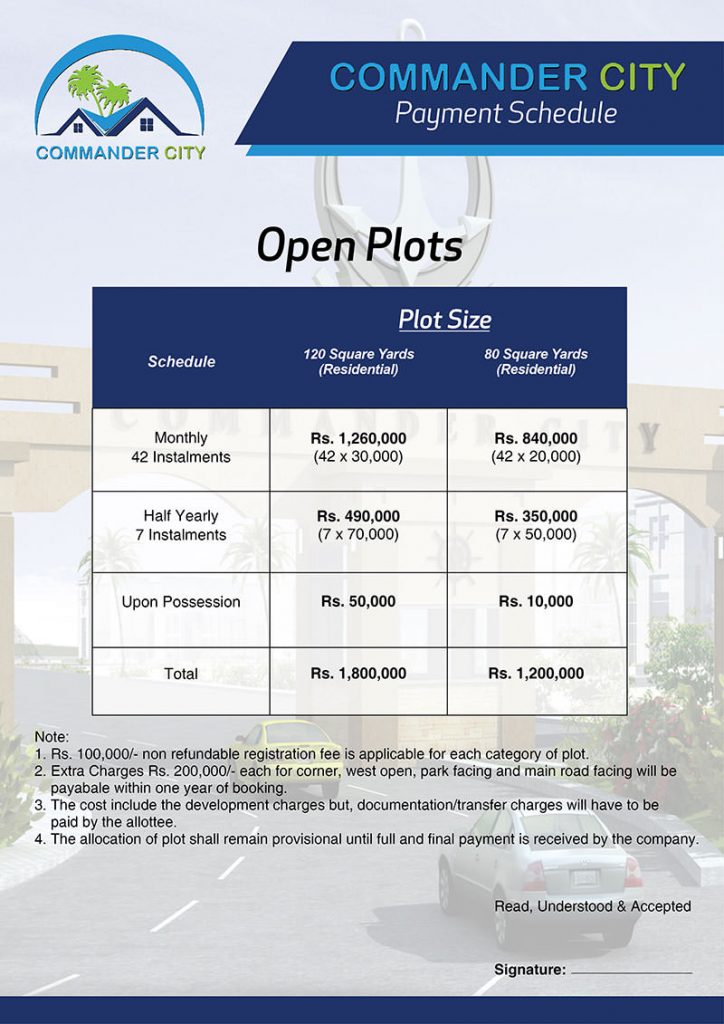 COMMANDER CITY
COMMANDER CITY
Payment Schedule
Open Plots
Plot Size
Schedule
120 Square Yards
(Residential)
80 Square Yards
(Residential)
Monthly
42 Instalments
Rs. 1,260,000
(42 x 30,000)
Rs. 840,000
(42 x 20,000)
Half Yearly
7 Instalments
Rs. 490,000
(7 x 70,000)
Rs. 350,000
(7 x 50,000)
Upon Possession
Rs. 50,000
Rs. 10,000
Total
Rs. 1,800,000
Rs. 1,200,000
COMMANDER CITY
Note:
1. Rs. 100,000/- non refundable registration fee is applicable for each category of plot.
2. Extra Charges Rs. 200,000/- each for corner, west open, park facing and main road facing will be
payabale within one year of booking.
3. The cost include the development charges but, documentation/transfer charges will have to be
paid by the allottee.
4. The allocation of plot shall remain provisional until full and final payment is received by the company.
Read, Understood & Accepted
Signature: